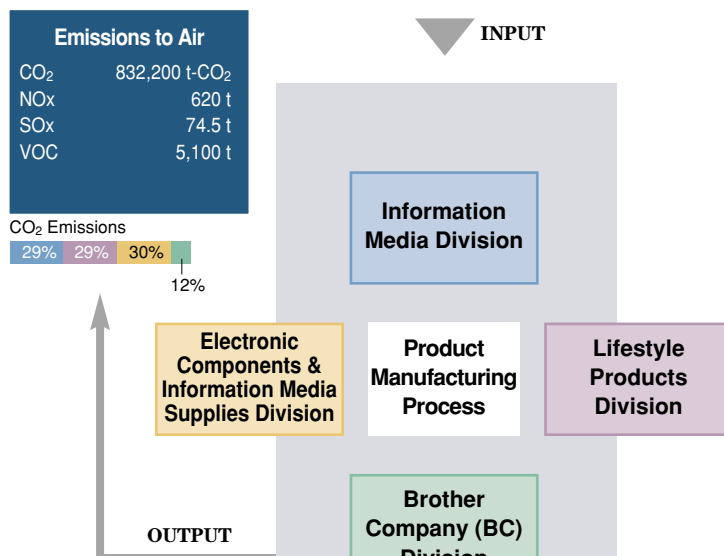 Emissions to Air
CO₂ 832,200 t-CO₂
NOx 620 t
SOx 74.5 t
VOC 5,100 t
CO₂ Emissions
29% 29% 30%
12%
INPUT
Information
Media Division
Electronic
Components &
Information Media
Supplies Division
Product
Manufacturing
Process
Lifestyle
Products
Division
Brother
Company (BC)
Division
OUTPUT